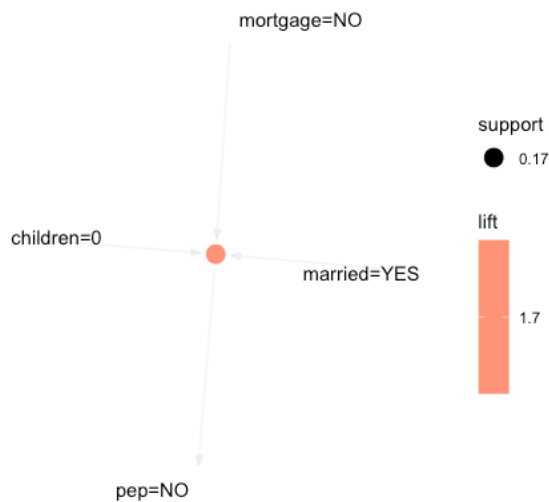 mortgage=NO
support
0.17
lift
children=0
married=YES
1.7
pep=NO